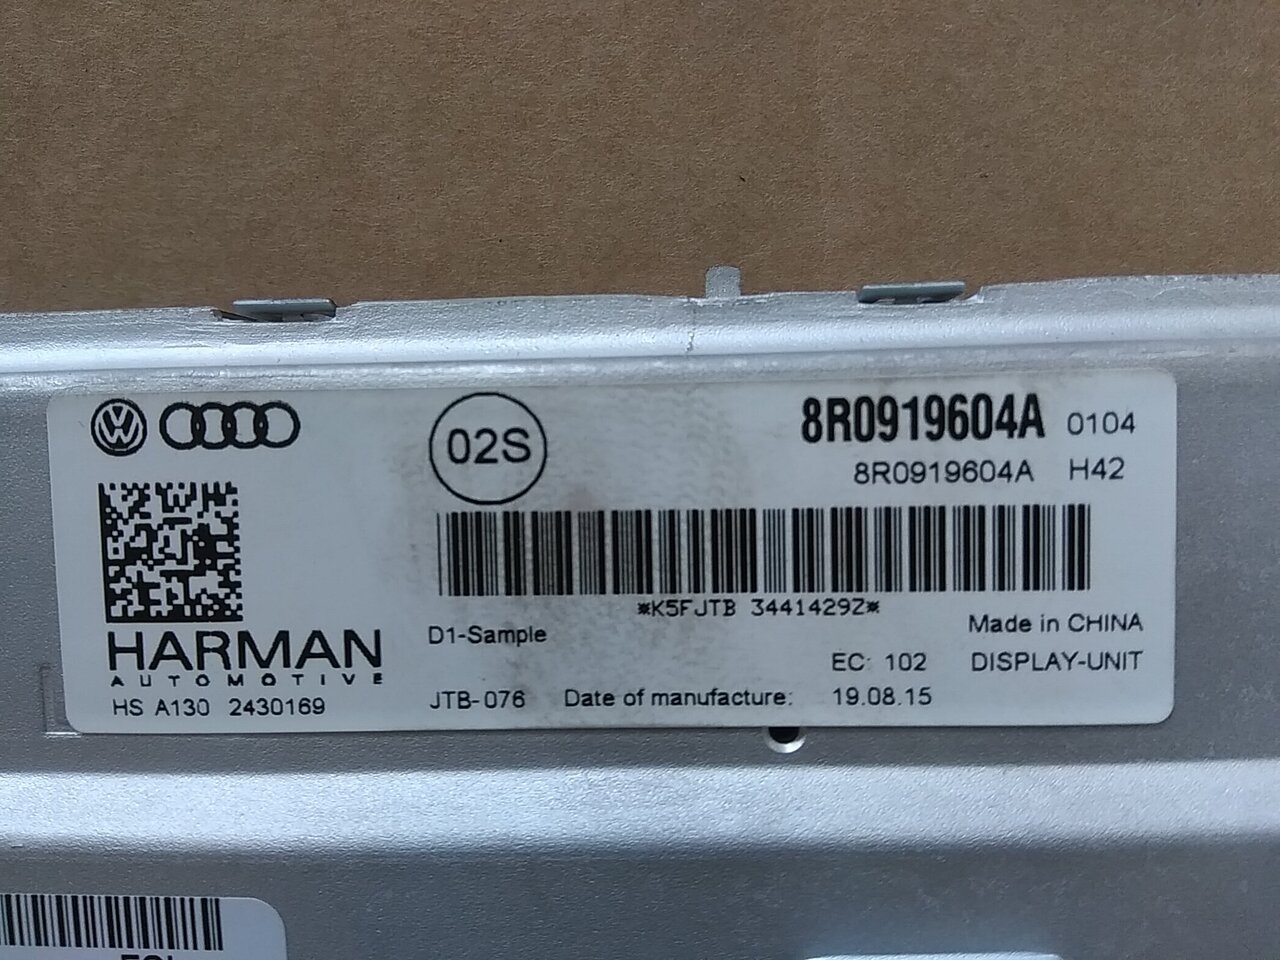 02S
8R0919604A 0104
8R0919604A H42
*K5FJTB 3441429Z*
HARMAN
AUTOMOTIVE
HS A130 2430169
D1-Sample
Made in CHINA
EC: 102 DISPLAY-UNIT
JTB-076 Date of manufacture: 19.08.15